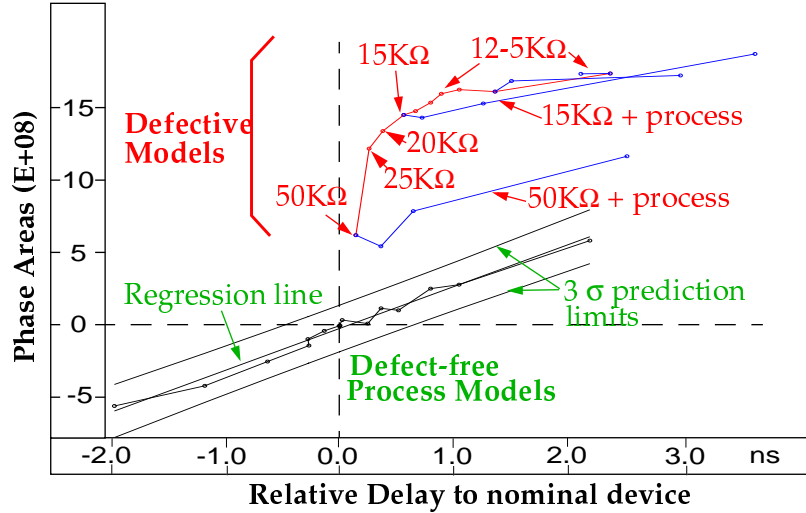 15KΩ
12-5KΩ
Defective
Models
15KΩ + process
20KΩ
25KΩ
50KΩ
50KΩ + process
Regression line
3 σ prediction
limits
Defect-free
Process Models
Phase Areas (E+08)
15
10
5
0
-5
-2.0 -1.0 0.0 1.0 2.0 3.0 ns
Relative Delay to nominal device